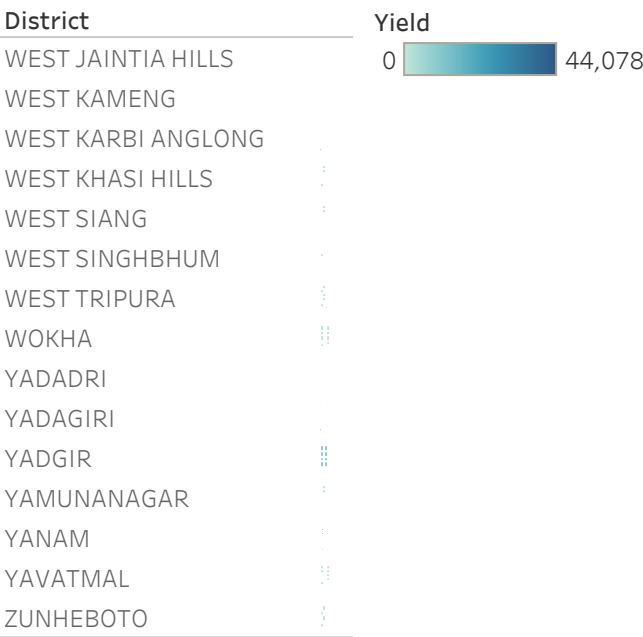 District
WEST JAINTIA HILLS
WEST KAMENG
WEST KARBI ANGLONG
WEST KHASI HILLS
WEST SIANG
WEST SINGHBHUM
WEST TRIPURA
WOKHA
YADADRI
YADAGIRI
YADGIR
YAMUNANAGAR
YANAM
YAVATMAL
ZUNHEBOTO
Yield
0 44,078